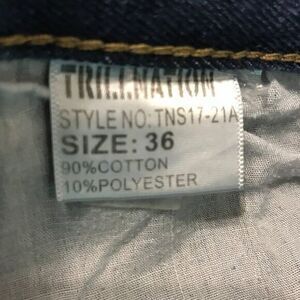 TRILLNATION
STYLE NO: TNS17-21A
SIZE: 36
90%COTTON
10%POLYESTER